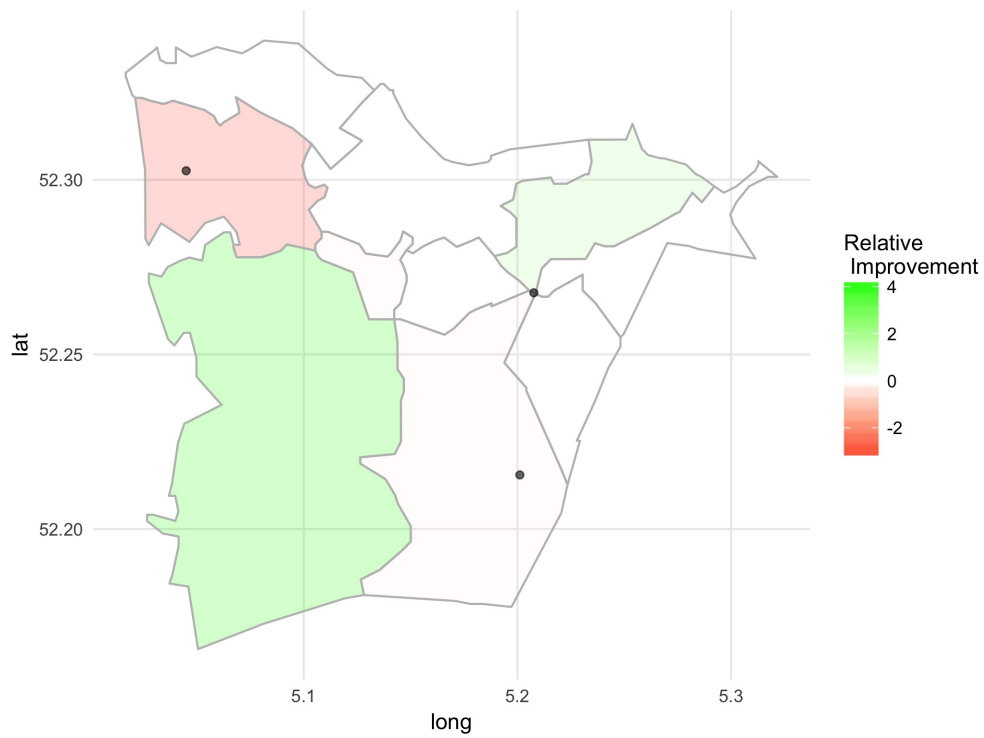 52.30
52.25
52.20
lat
5.1
5.2
5.3
long
Relative
Improvement
4
2
0
-2